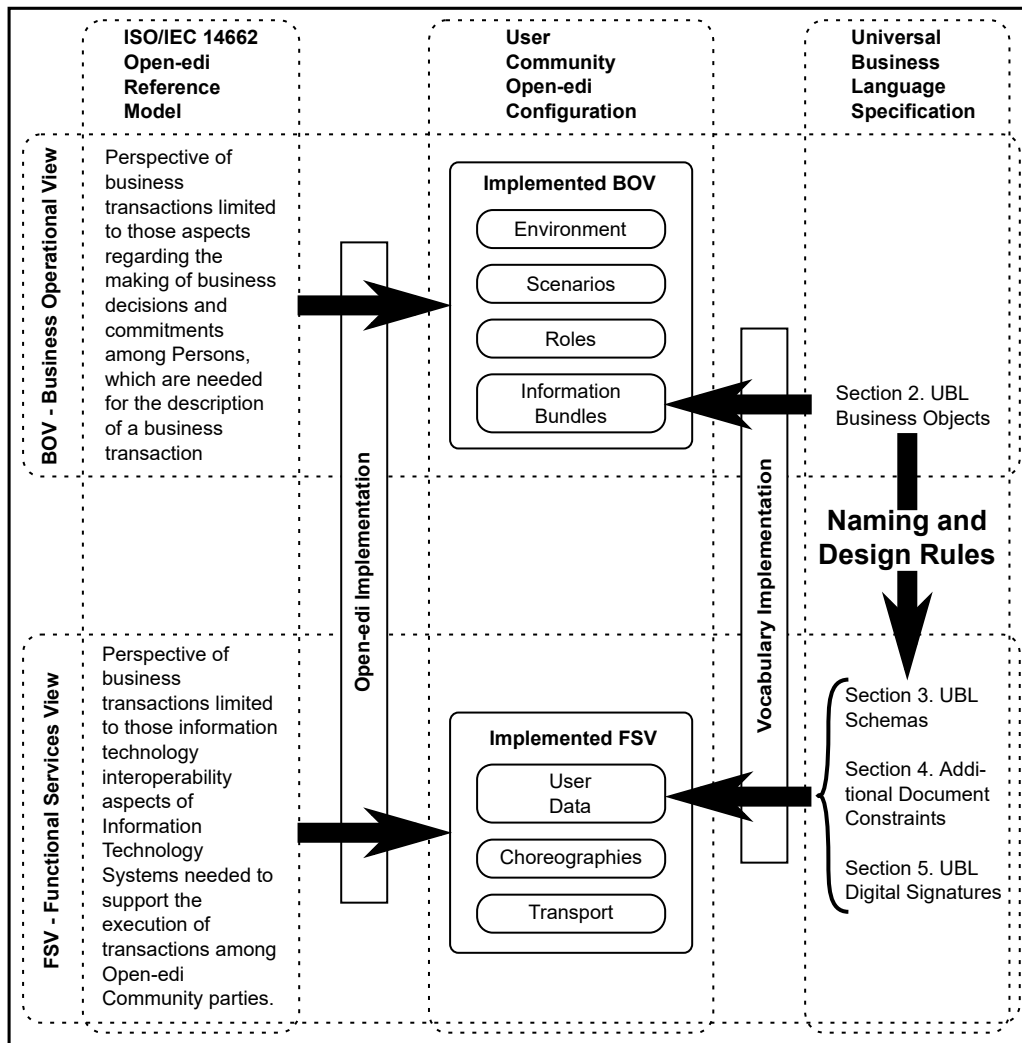 ISO/IEC 14662
Open-edi
Reference
Model
User
Community
Open-edi
Configuration
Universal
Business
Language
Specification
BOV - Business Operational View
Perspective of
business
transactions limited
to those aspects
regarding the
making of business
decisions and
commitments
among Persons,
which are needed
for the description
of a business
transaction
Open-edi Implementation
Implemented BOV
Environment
Scenarios
Roles
Information
Bundles
Vocabulary Implementation
Section 2. UBL
Business Objects
Naming and
Design Rules
FSV - Functional Services View
Perspective of
business
transactions limited
to those information
technology
interoperability
aspects of
Information
Technology
Systems needed to
support the
execution of
transactions among
Open-edi
Community parties.
Implemented FSV
User
Data
Choreographies
Transport
Section 3. UBL
Schemas
Section 4. Addi-
tional Document
Constraints
Section 5. UBL
Digital Signatures